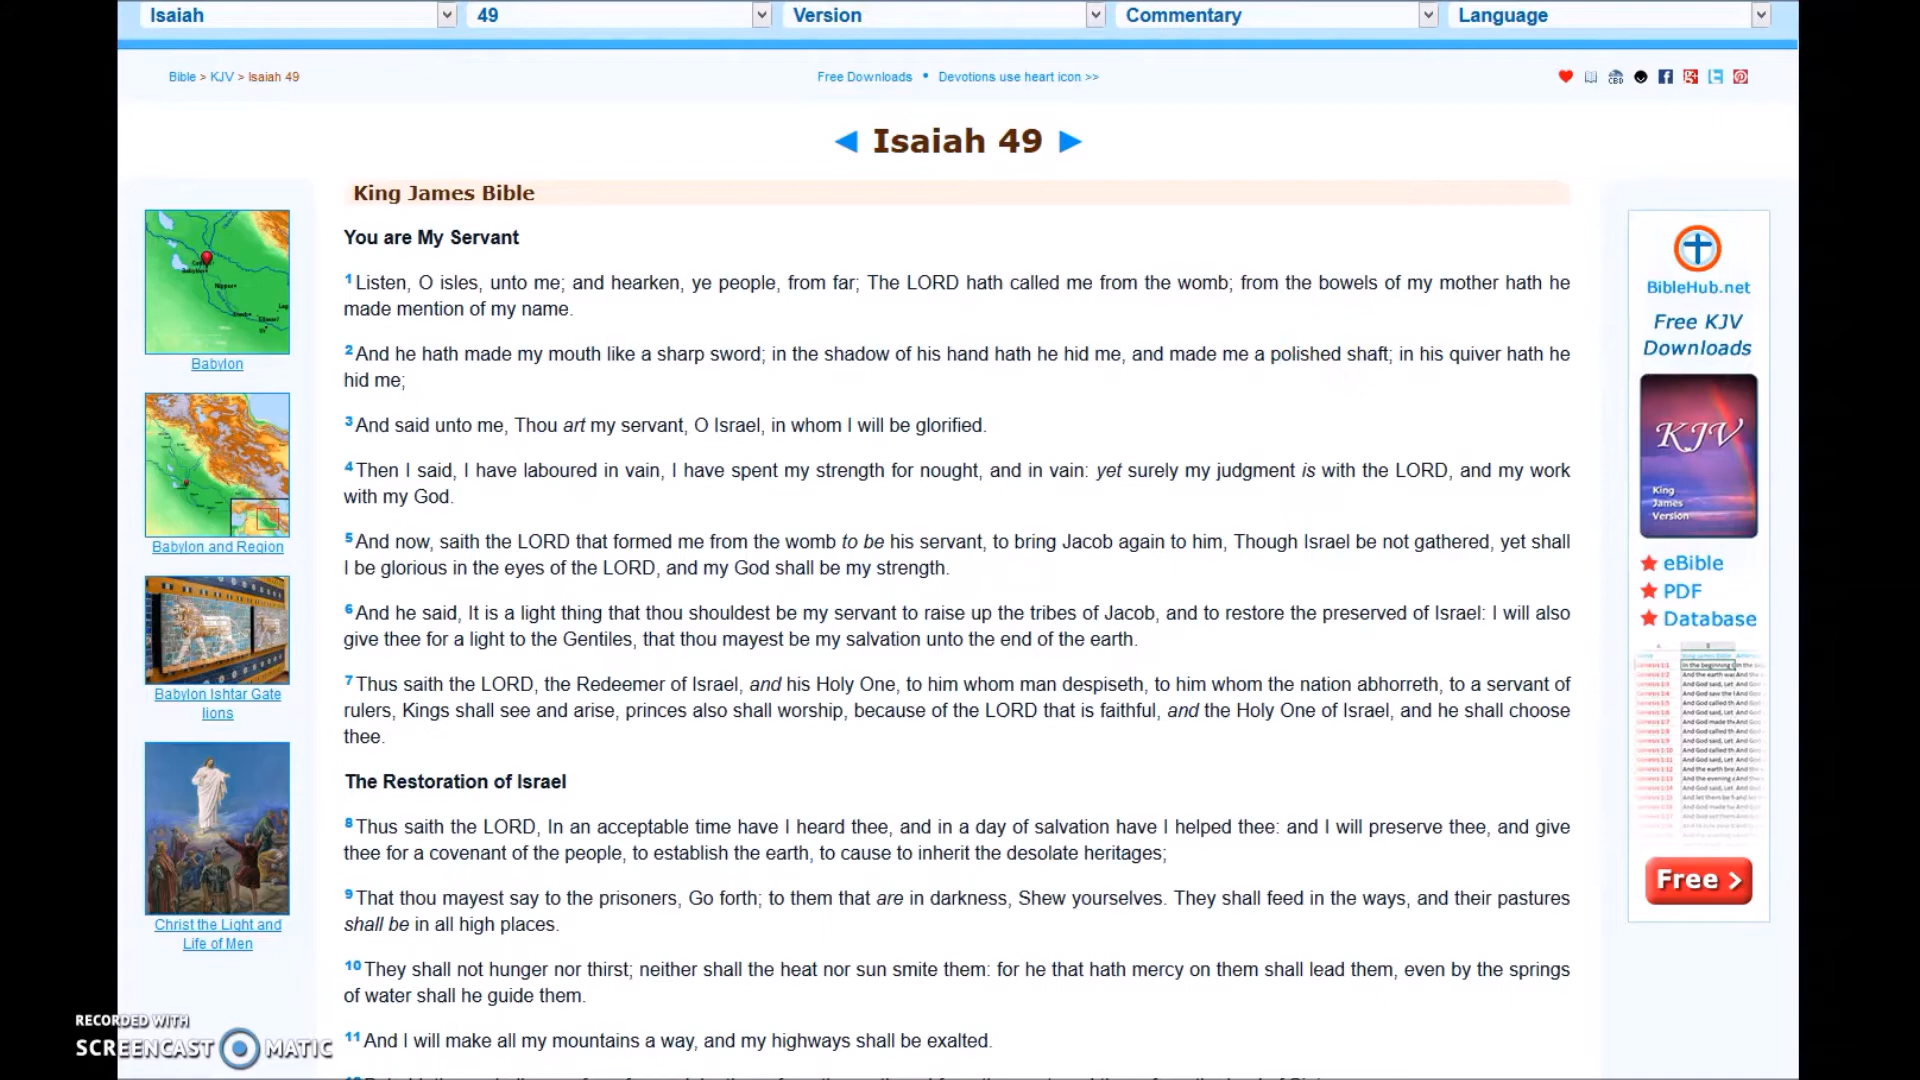 Isaiah 49 Version Commentary Language
Bible > KJV > Isaiah 49
Free Downloads • Devotions use heart icon >>
CBD
◄ Isaiah 49 ►
King James Bible
You are My Servant
1Listen, O isles, unto me; and hearken, ye people, from far; The LORD hath called me from the womb; from the bowels of my mother hath he
made mention of my name.
2And he hath made my mouth like a sharp sword; in the shadow of his hand hath he hid me, and made me a polished shaft; in his quiver hath he
hid me;
3And said unto me, Thou art my servant, O Israel, in whom I will be glorified.
4Then I said, I have laboured in vain, I have spent my strength for nought, and in vain: yet surely my judgment is with the LORD, and my work
with my God.
5And now, saith the LORD that formed me from the womb to be his servant, to bring Jacob again to him, Though Israel be not gathered, yet shall
I be glorious in the eyes of the LORD, and my God shall be my strength.
6And he said, It is a light thing that thou shouldest be my servant to raise up the tribes of Jacob, and to restore the preserved of Israel: I will also
give thee for a light to the Gentiles, that thou mayest be my salvation unto the end of the earth.
7Thus saith the LORD, the Redeemer of Israel, and his Holy One, to him whom man despiseth, to him whom the nation abhorreth, to a servant of
rulers, Kings shall see and arise, princes also shall worship, because of the LORD that is faithful, and the Holy One of Israel, and he shall choose
thee.
The Restoration of Israel
8Thus saith the LORD, In an acceptable time have I heard thee, and in a day of salvation have I helped thee: and I will preserve thee, and give
thee for a covenant of the people, to establish the earth, to cause to inherit the desolate heritages;
9That thou mayest say to the prisoners, Go forth; to them that are in darkness, Shew yourselves. They shall feed in the ways, and their pastures
shall be in all high places.
10They shall not hunger nor thirst; neither shall the heat nor sun smite them: for he that hath mercy on them shall lead them, even by the springs
of water shall he guide them.
11And I will make all my mountains a way, and my highways shall be exalted.
Babylon
Babylon and Region
Babylon Ishtar Gate
lions
Christ the Light and
Life of Men
BibleHub.net
Free KJV
Downloads
KJV
King
James
Version
eBible
PDF
Database
Free >
RECORDED WITH
SCREENCAST MATIC